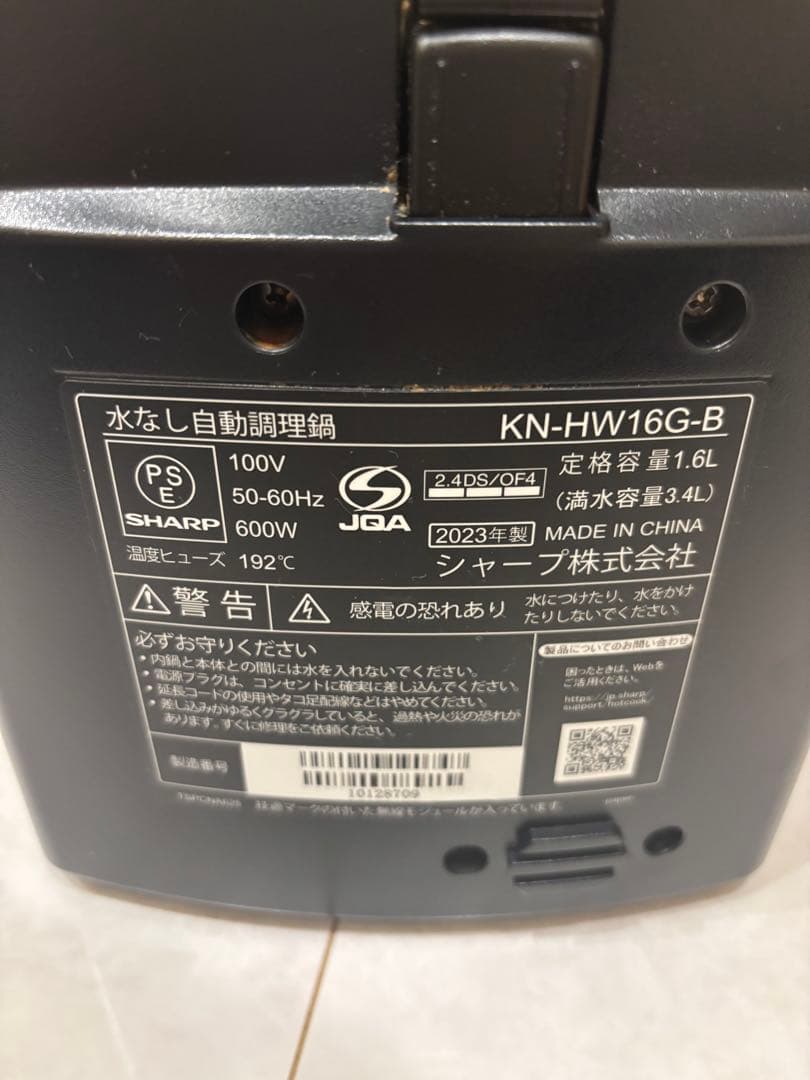 水なし自動調理鍋
KN-HW16G-B
PS
E
SHARP
100V
50-60Hz
600W
JQA
2.4DS/OF4
定格容量1.6L
(満水容量3.4L)
2023年製
MADE IN CHINA
シャープ株式会社
温度ヒューズ 192℃
警告
感電の恐れあり
水につけたり、水をかけ
たりしないでください。
必ずお守りください
・内鍋と本体との間には水を入れないでください。
・電源プラグは、コンセントに確実に差し込んでください。
・延長コードの使用やタコ足配線などはやめてください。
・差し込みがゆるくグラグラしていると、過熱や火災の恐れが
あります。すぐに修理をご依頼ください。
製品についてのお問い合わせ
困ったときは、Webを
ご活用ください。
https://jp.sharp/
support/hotcook/
製造番号
10128709
技適マークの付いた無線モジュールが入っています。